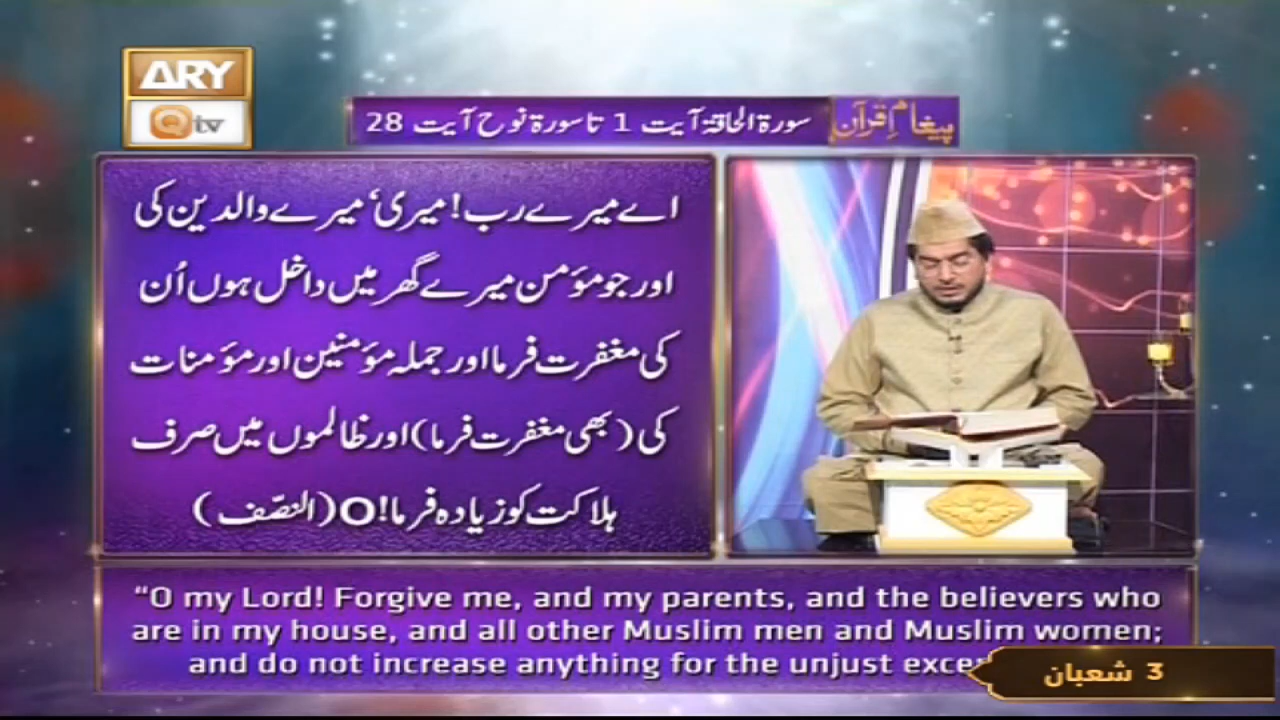 ARY
Qtv
پیغامِ قرآن
سورۃ الحاقۃ آیت 1 تا سورۃ نوح آیت 28
اے میرے رب! میری‘ میرے والدین کی
اور جو مؤمن میرے گھر میں داخل ہوں اُن
کی مغفرت فرما اور جملہ مؤمنین اور مؤمنات
کی (بھی مغفرت فرما) اور ظالموں میں صرف
ہلاکت کو زیادہ فرما!O (النصّف)
“O my Lord! Forgive me, and my parents, and the believers who
are in my house, and all other Muslim men and Muslim women;
and do not increase anything for the unjust
3 شعبان